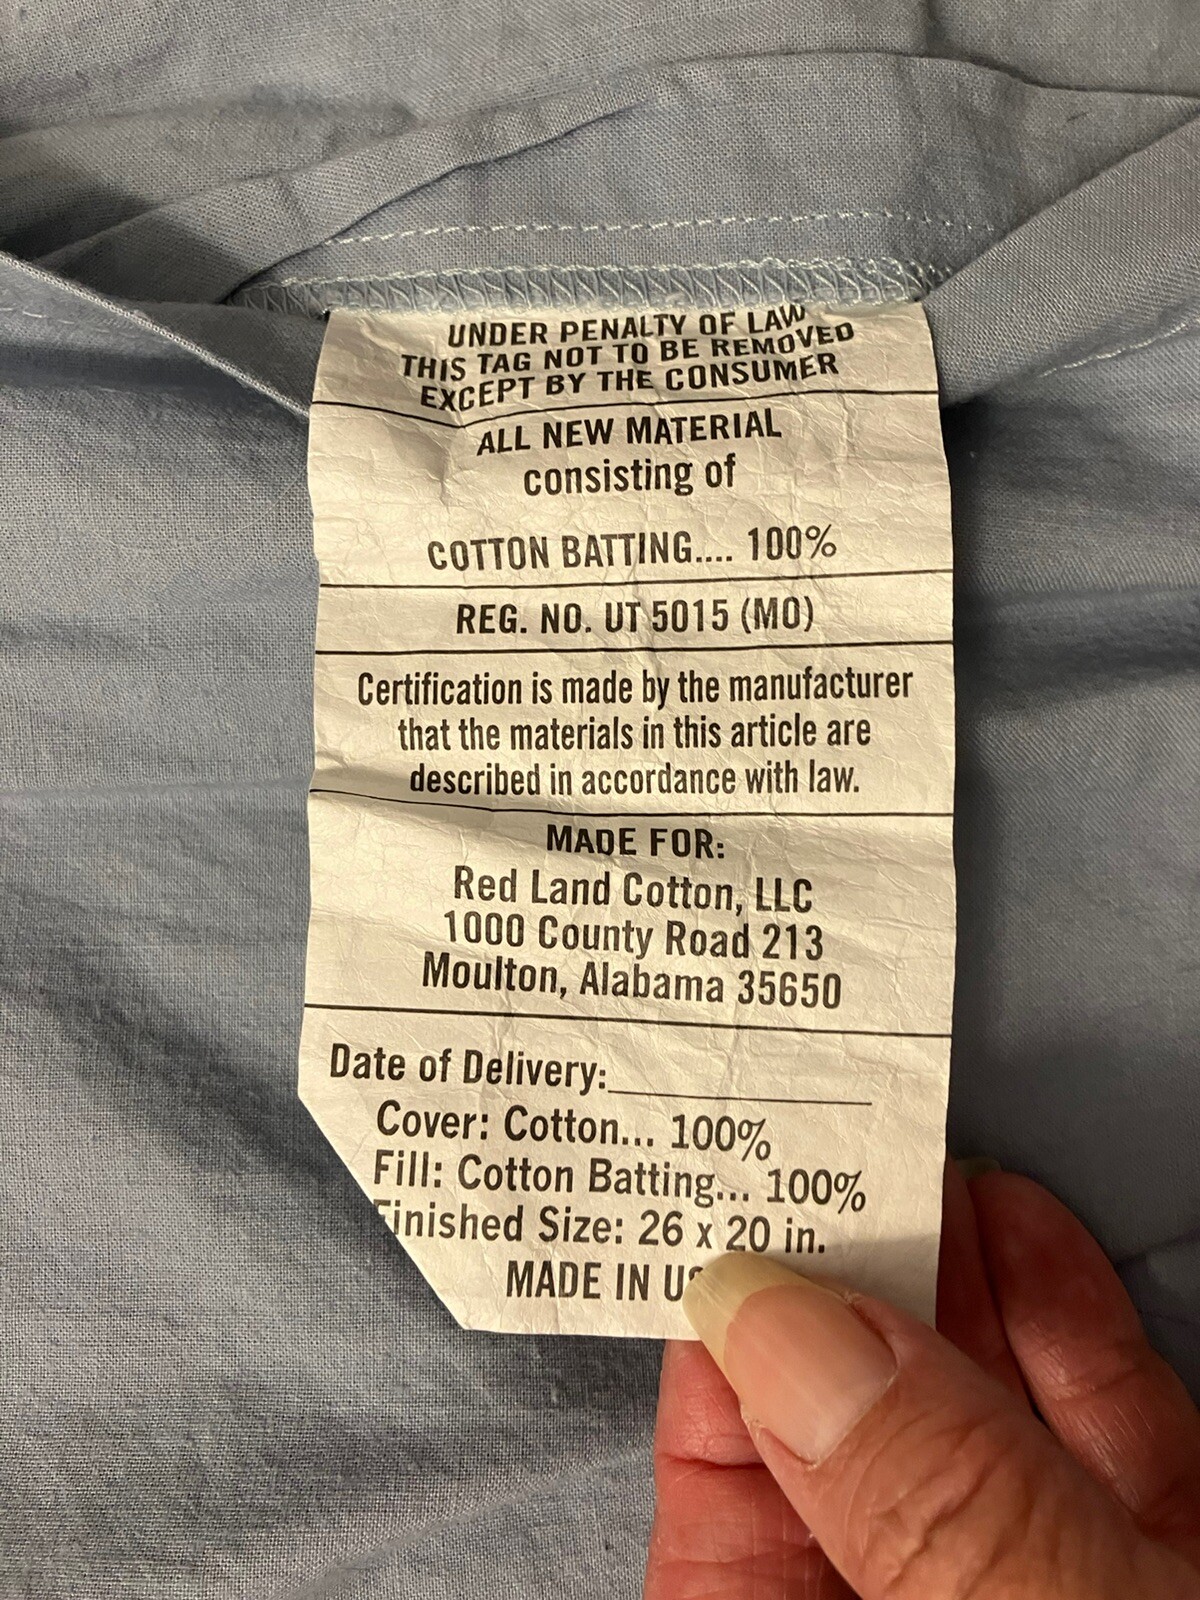 UNDER PENALTY OF LAW
THIS TAG NOT TO BE REMOVED
EXCEPT BY THE CONSUMER
ALL NEW MATERIAL
consisting of
COTTON BATTING.... 100%
REG. NO. UT 5015 (MO)
Certification is made by the manufacturer
that the materials in this article are
described in accordance with law.
MADE FOR:
Red Land Cotton, LLC
1000 County Road 213
Moulton, Alabama 35650
Date of Delivery:
Cover: Cotton... 100%
Fill: Cotton Batting... 100%
Finished Size: 26 x 20 in.
MADE IN